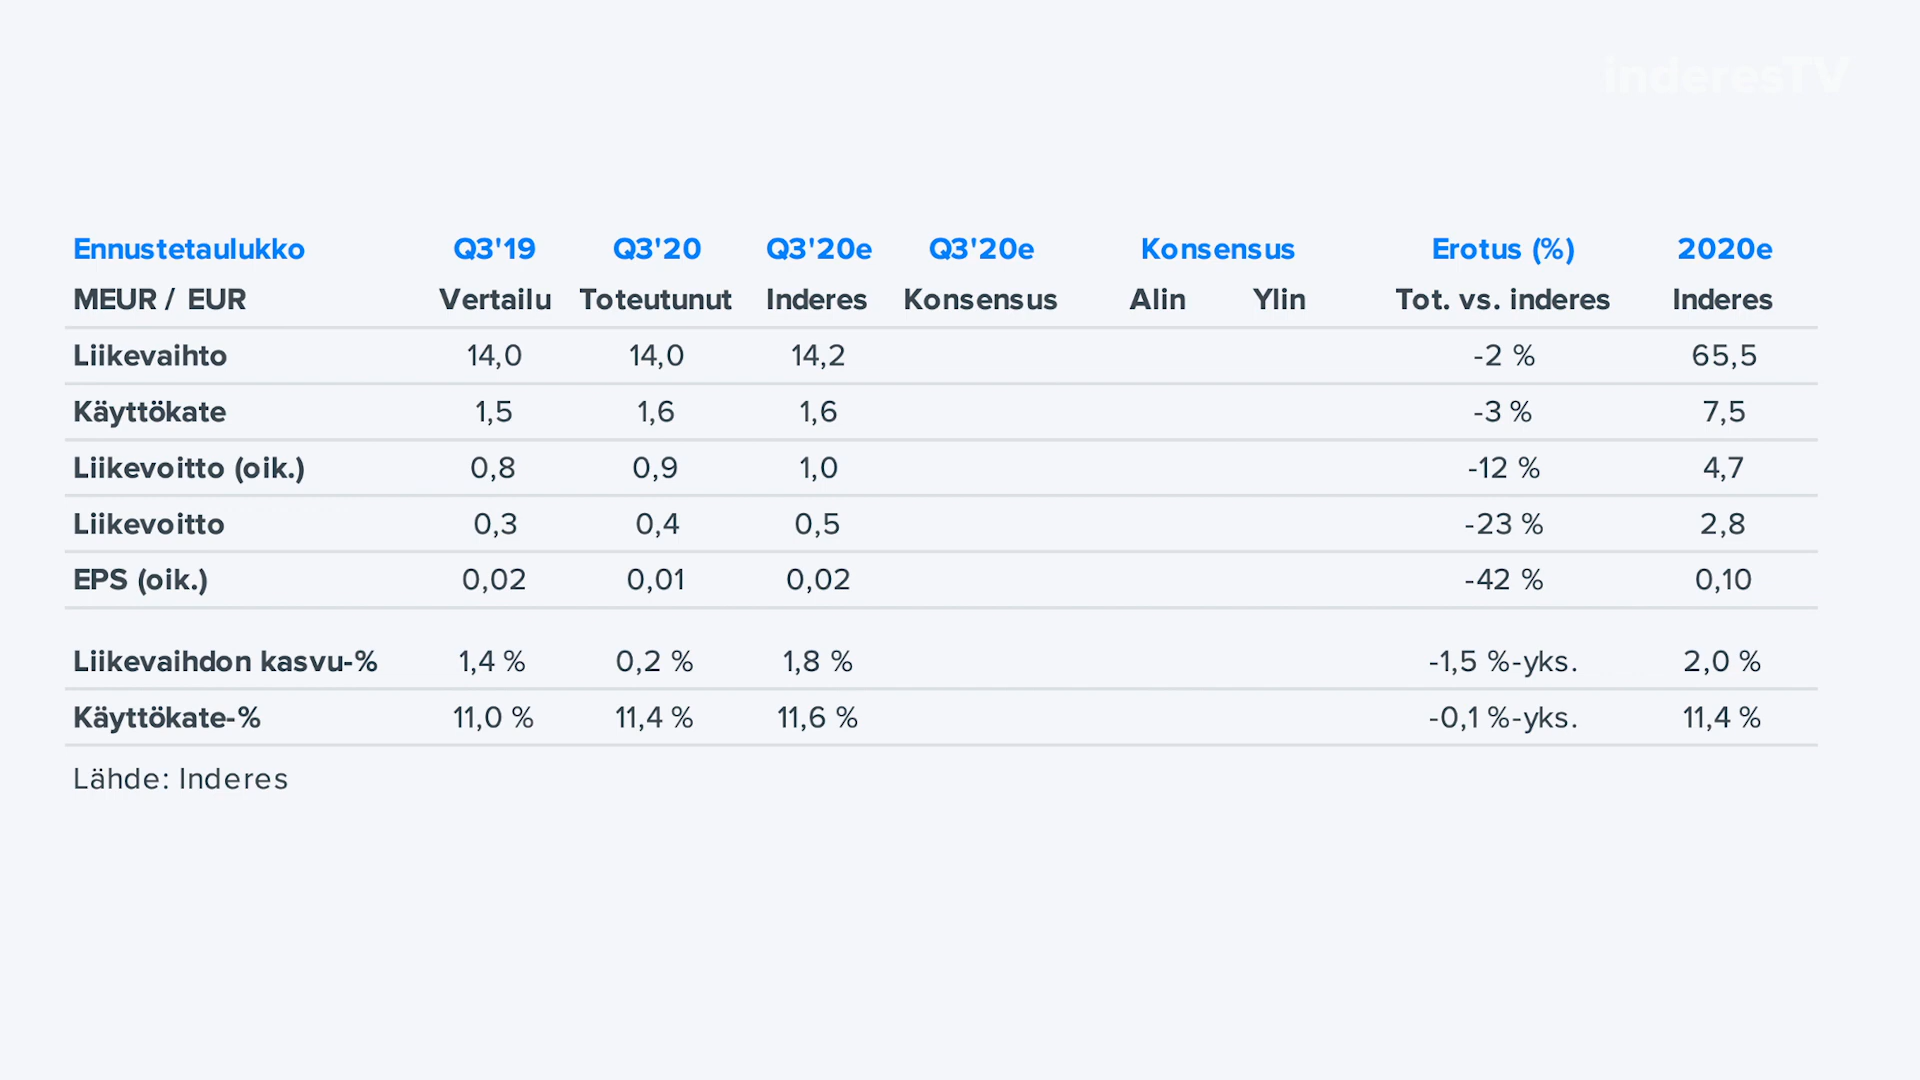 inderesTV
Ennustetaulukko Q3'19 Q3'20 Q3'20e Q3'20e Konsensus Erotus (%) 2020e
MEUR / EUR Vertailu Toteutunut Inderes Konsensus Alin Ylin Tot. vs. inderes Inderes
Liikevaihto 14,0 14,0 14,2 -2 % 65,5
Käyttökate 1,5 1,6 1,6 -3 % 7,5
Liikevoitto (oik.) 0,8 0,9 1,0 -12 % 4,7
Liikevoitto 0,3 0,4 0,5 -23 % 2,8
EPS (oik.) 0,02 0,01 0,02 -42 % 0,10
Liikevaihdon kasvu-% 1,4 % 0,2 % 1,8 % -1,5 %-yks. 2,0 %
Käyttökate-% 11,0 % 11,4 % 11,6 % -0,1 %-yks. 11,4 %
Lähde: Inderes